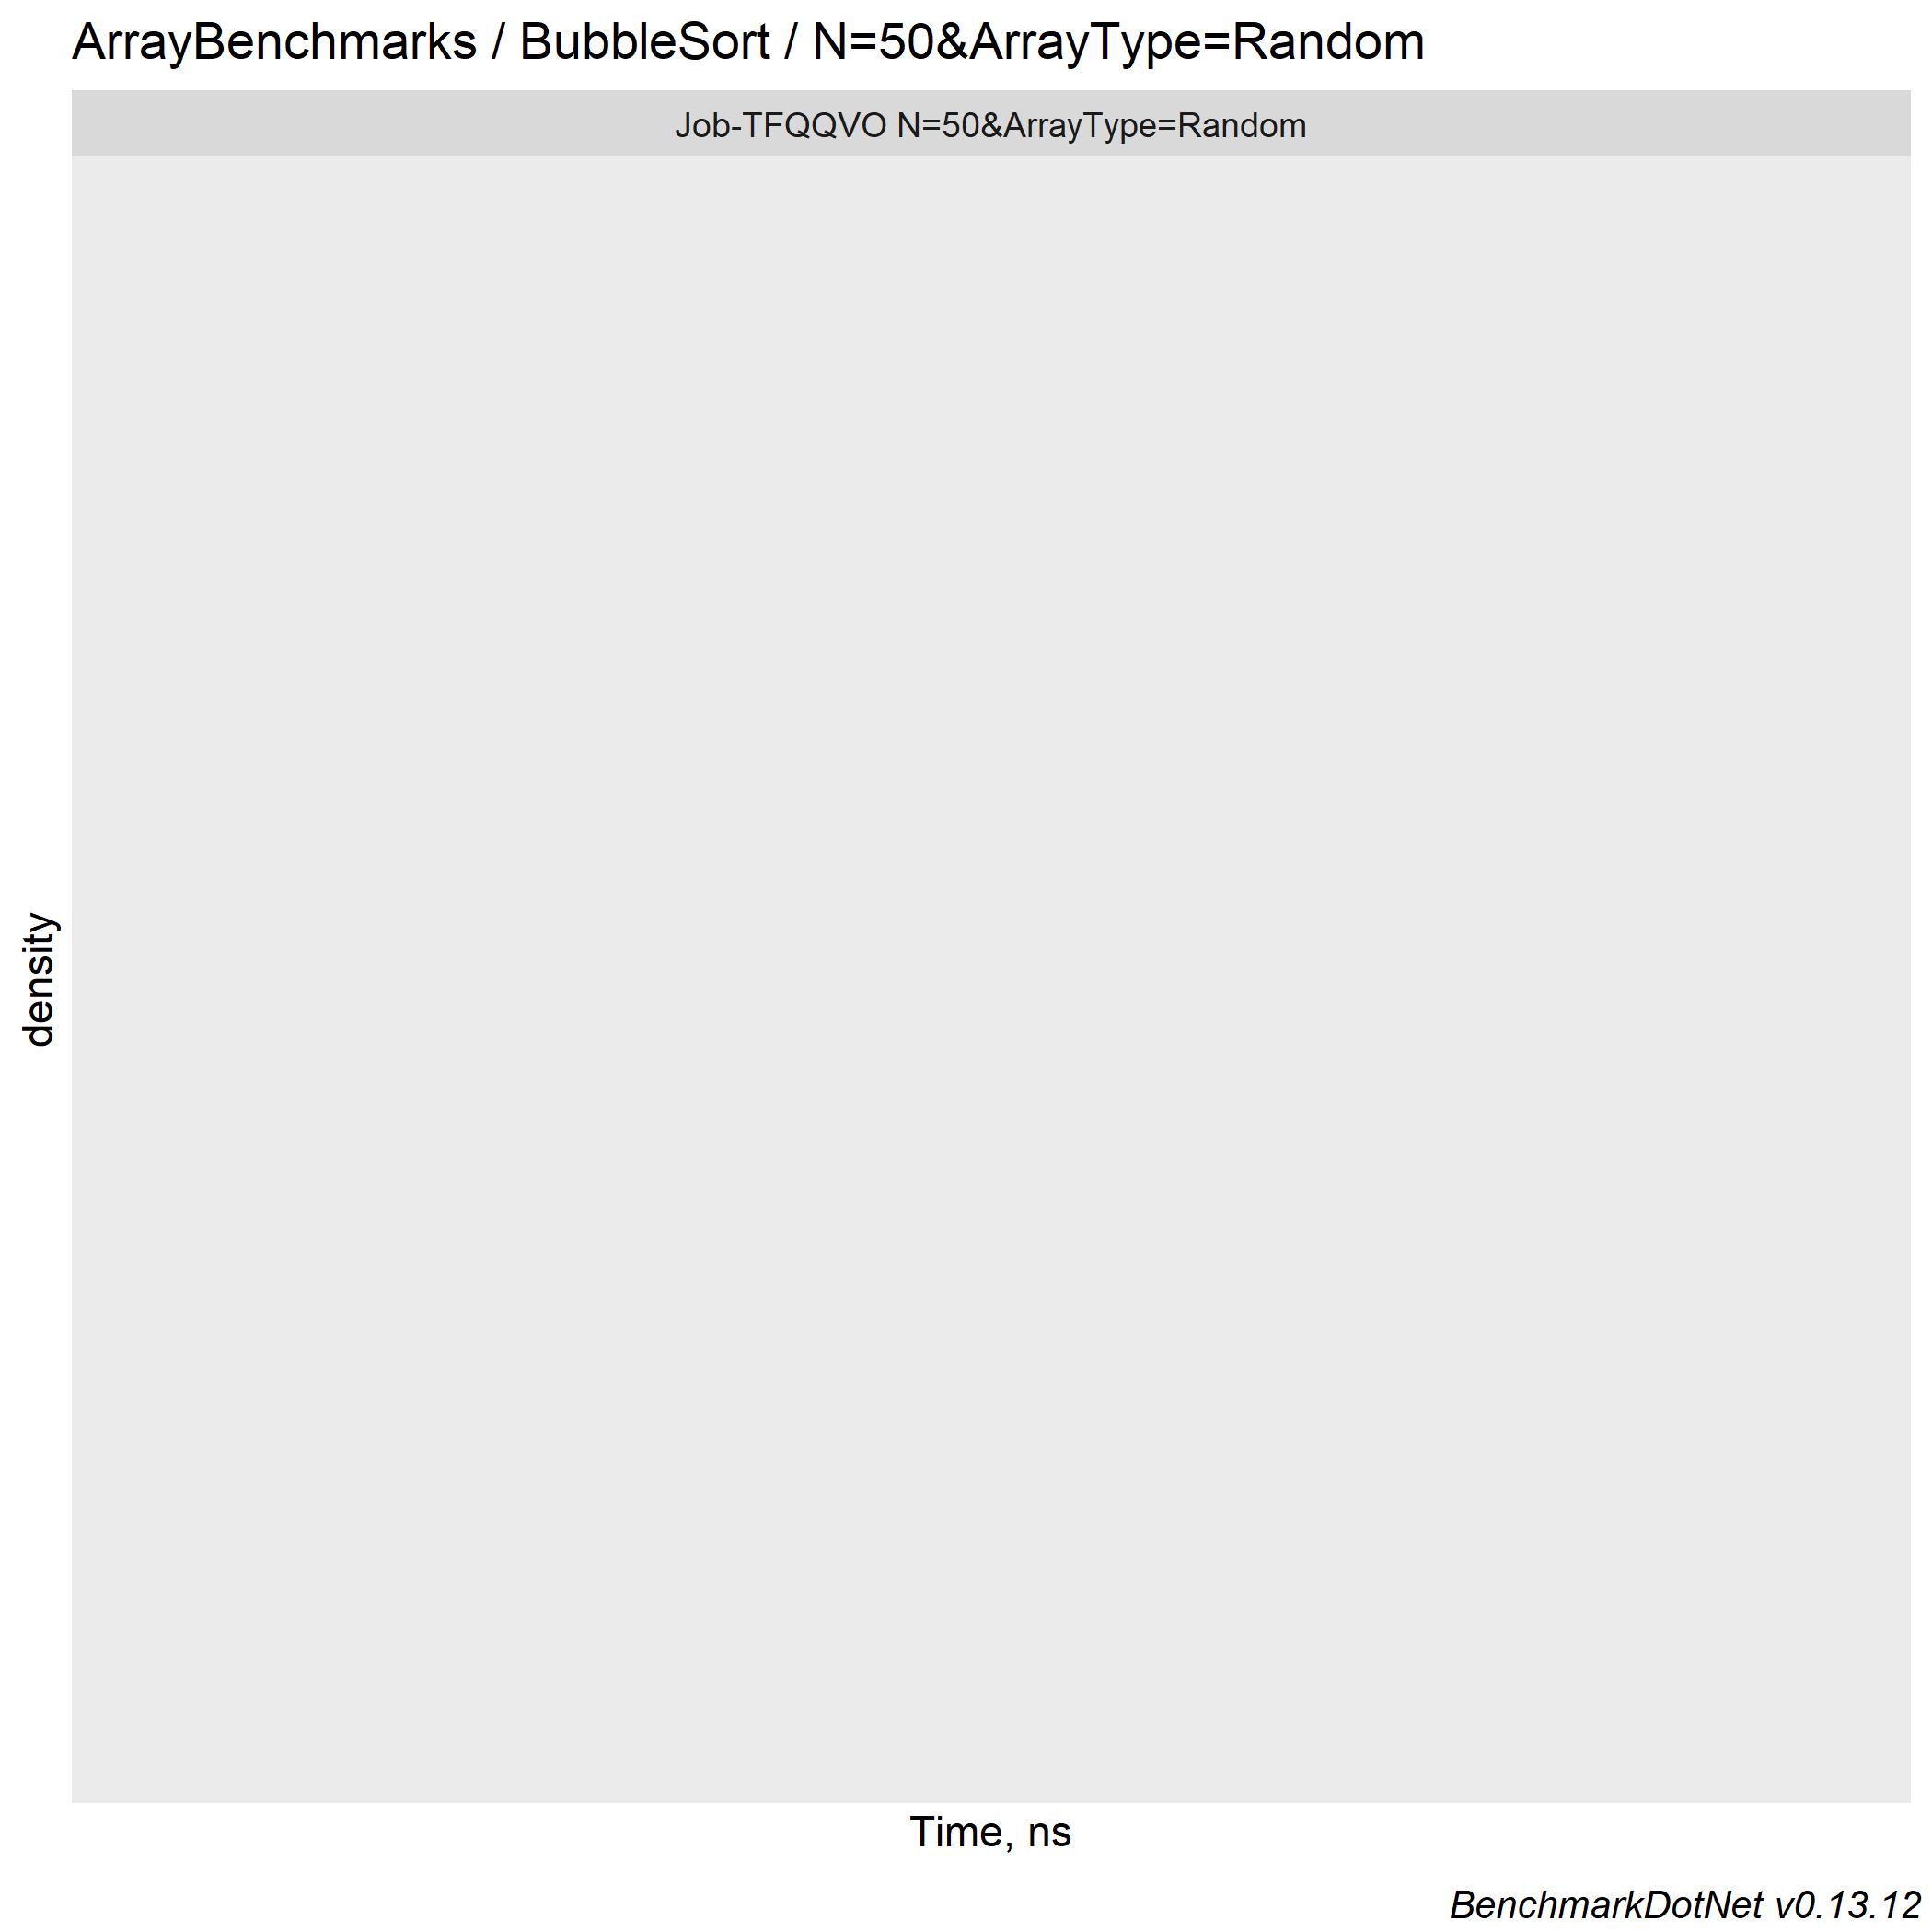 ArrayBenchmarks / BubbleSort / N=50&ArrayType=Random
Job-TFQQVO N=50&ArrayType=Random
density
Time, ns
BenchmarkDotNet v0.13.12